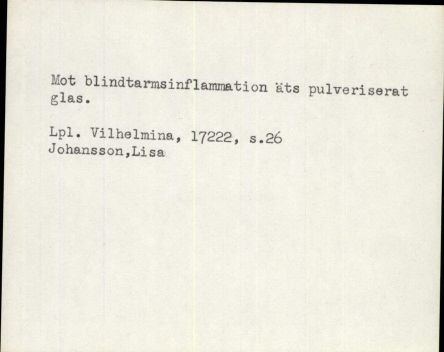 Mot blindtarmsinflammation äts pulveriserat
glas.
Lpl. Vilhelmina, 17222, s.26
Johansson,Lisa